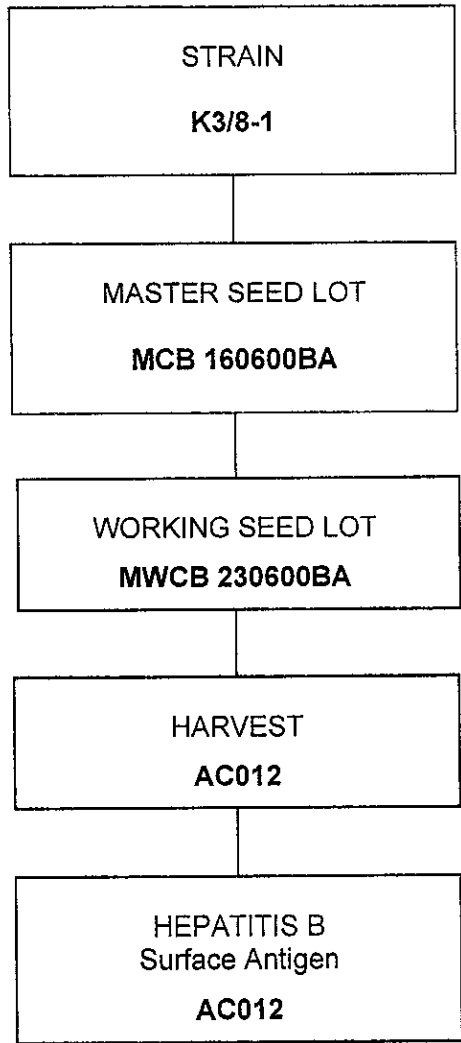 STRAIN
K3/8-1
MASTER SEED LOT
MCB 160600BA
WORKING SEED LOT
MWCB 230600BA
HARVEST
AC012
HEPATITIS B
Surface Antigen
AC012